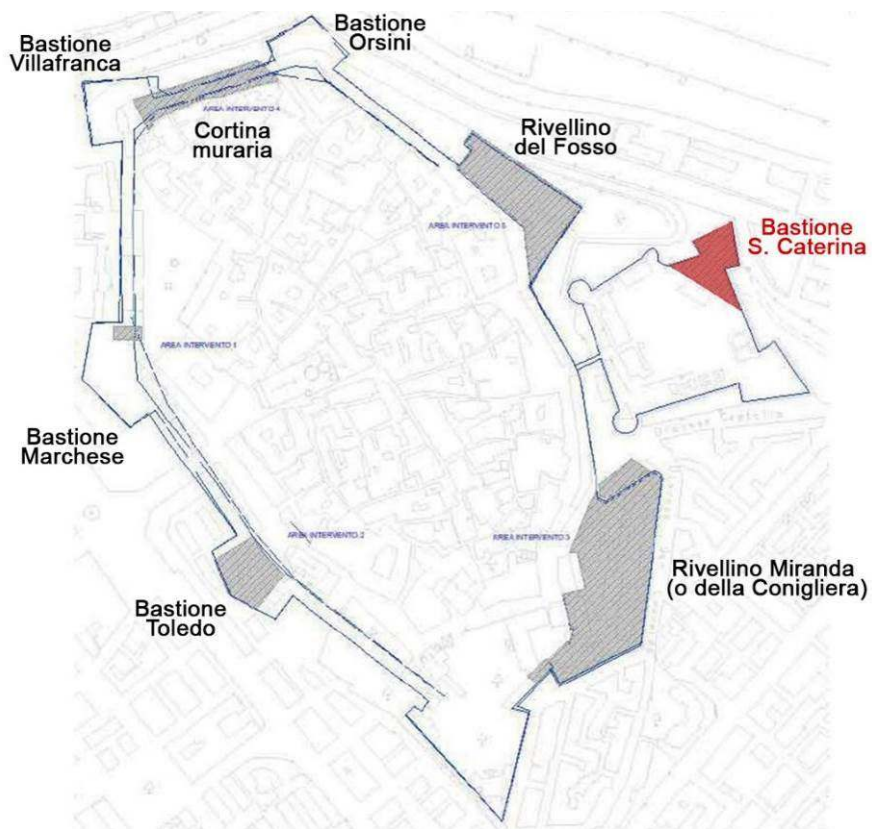 Bastione
Orsini
Bastione
Villafranca
AREA INTERVENTO 4
Cortina
muraria
Rivellino
del Fosso
AREA INTERVENTO 5
Bastione
S. Caterina
AREA INTERVENTO 1
Bastione
Marchese
AREA INTERVENTO 2
AREA INTERVENTO 3
Rivellino Miranda
(o della Conigliera)
Bastione
Toledo